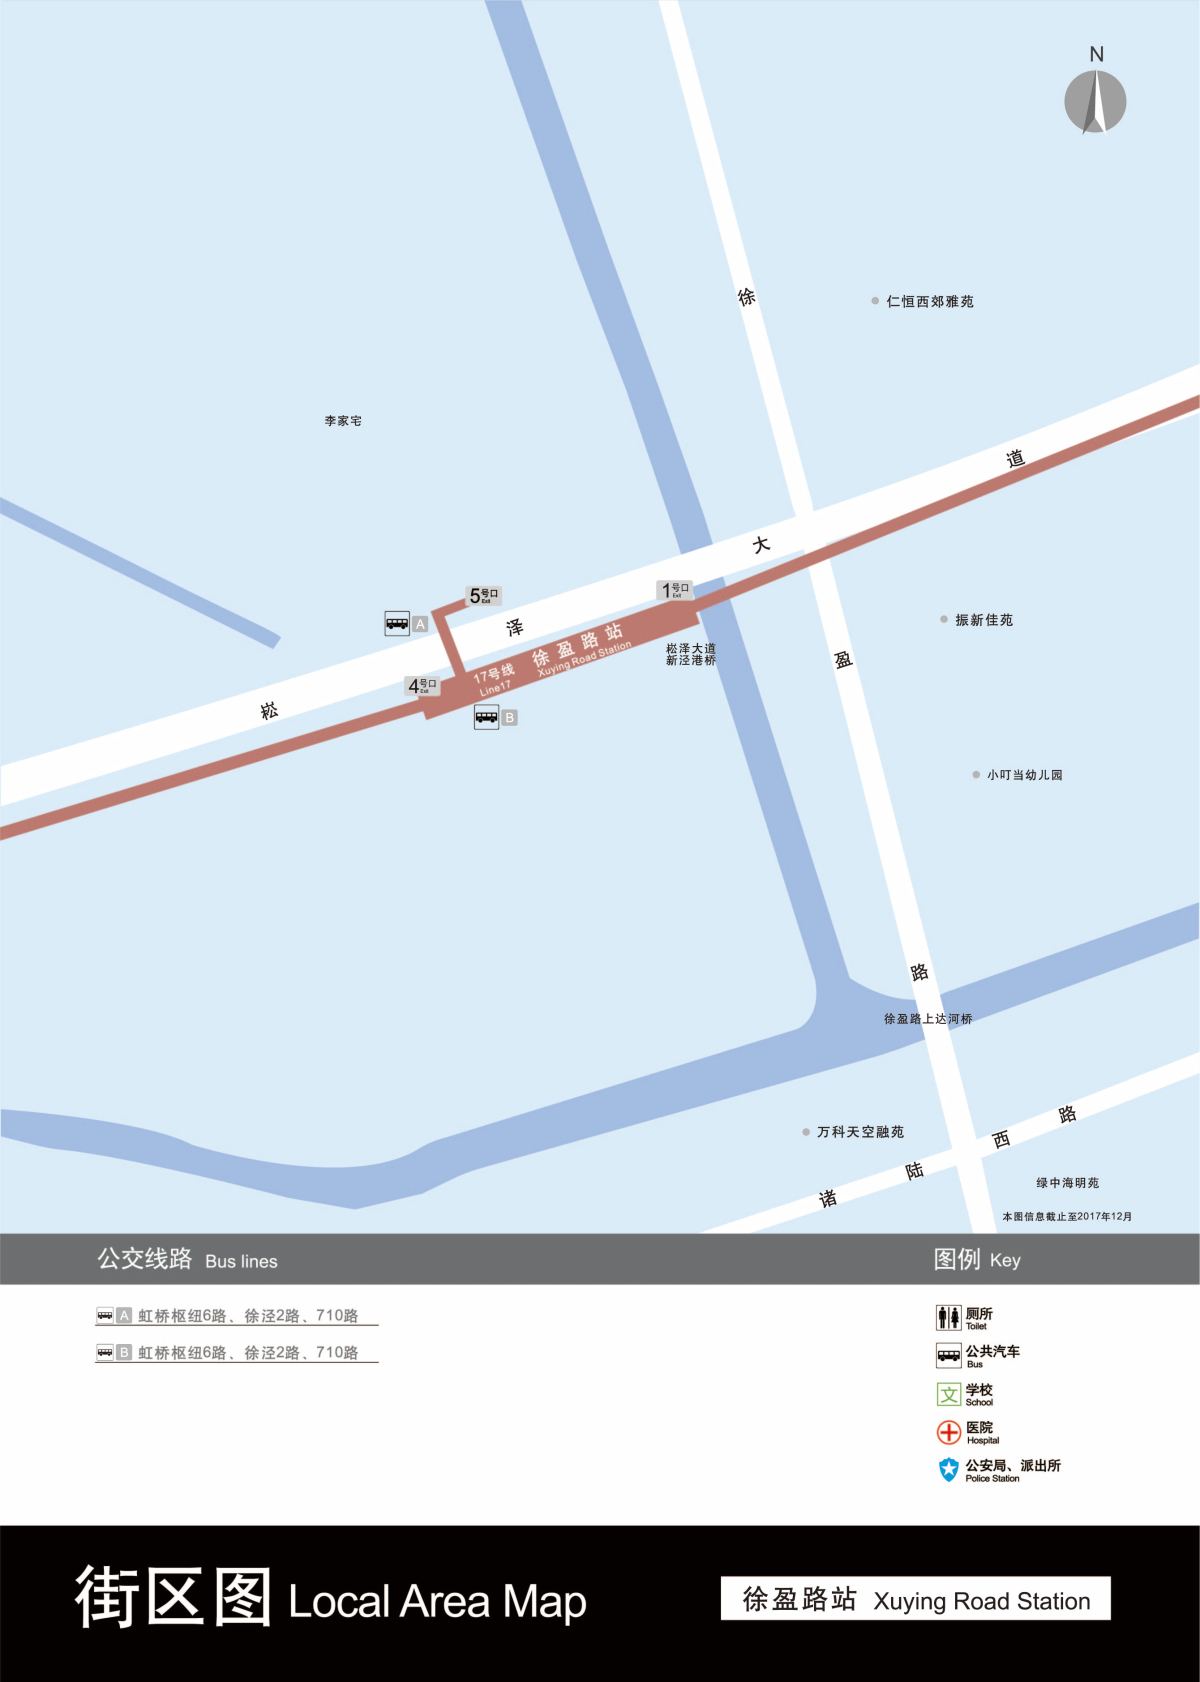 N
徐
仁恒西郊雅苑
李家宅
道
大
5号口
Exit
1号口
Exit
A
泽
振新佳苑
徐盈路站
Xuying Road Station
17号线
Line17
崧泽大道
新泾港桥
盈
4号口
Exit
崧
B
小叮当幼儿园
路
徐盈路上达河桥
万科天空融苑
诸陆西路
绿中海明苑
本图信息截止至2017年12月
公交线路 Bus lines
图例 Key
A 虹桥枢纽6路、徐泾2路、710路
B 虹桥枢纽6路、徐泾2路、710路
厕所
Toilet
公共汽车
Bus
文 学校
School
医院
Hospital
公安局、派出所
Police Station
街区图 Local Area Map
徐盈路站 Xuying Road Station